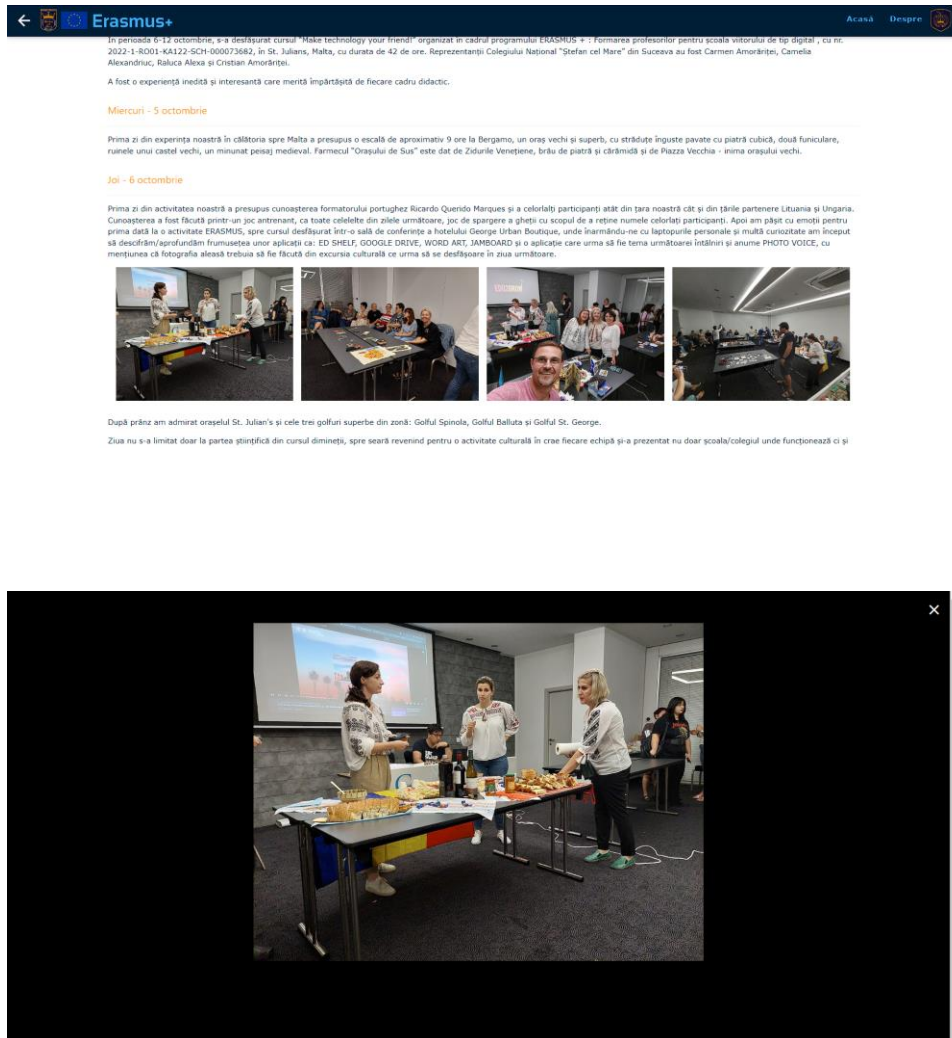 Erasmus+
Acasă Despre
În perioada 6-12 octombrie, s-a desfășurat cursul "Make technology your friend!" organizat în cadrul programului ERASMUS + : Formarea profesorilor pentru școala viitorului de tip digital , cu nr.
2022-1-RO01-KA122-SCH-000073682, în St. Julians, Malta, cu durata de 42 de ore. Reprezentanții Colegiului Național "Ștefan cel Mare" din Suceava au fost Carmen Amorăriței, Camelia
Alexandriuc, Raluca Alexa și Cristian Amorăriței.
A fost o experiență inedită și interesantă care merită împărtășită de fiecare cadru didactic.
Miercuri - 5 octombrie
Prima zi din experința noastră în călătoria spre Malta a presupus o escală de aproximativ 9 ore la Bergamo, un oraș vechi și superb, cu străduțe înguste pavate cu piatră cubică, două funiculare,
ruinele unui castel vechi, un minunat peisaj medieval. Farmecul "Orașului de Sus" este dat de Zidurile Venețiene, brâu de piatră și cărămidă și de Piazza Vecchia - inima orașului vechi.
Joi - 6 octombrie
Prima zi din activitatea noastră a presupus cunoașterea formatorului portughez Ricardo Querido Marques și a celorlalți participanți atât din țara noastră cât și din țările partenere Lituania și Ungaria.
Cunoașterea a fost făcută printr-un joc antrenant, ca toate celelelte din zilele următoare, joc de spargere a gheții cu scopul de a reține numele celorlați participanți. Apoi am pășit cu emoții pentru
prima dată la o activitate ERASMUS, spre cursul desfășurat într-o sală de conferințe a hotelului George Urban Boutique, unde înarmându-ne cu laptopurile personale și multă curiozitate am început
să descifrăm/aprofundăm frumusețea unor aplicații ca: ED SHELF, GOOGLE DRIVE, WORD ART, JAMBOARD și o aplicație care urma să fie tema următoarei întâlniri și anume PHOTO VOICE, cu
mențiunea că fotografia aleasă trebuia să fie făcută din excursia culturală ce urma să se desfășoare în ziua următoare.
După prânz am admirat orașelul St. Julian's și cele trei golfuri superbe din zonă: Golful Spinola, Golful Balluta și Golful St. George.
Ziua nu s-a limitat doar la partea științifică din cursul dimineții, spre seară revenind pentru o activitate culturală în crae fiecare echipă și-a prezentat nu doar școala/colegiul unde funcționează ci și